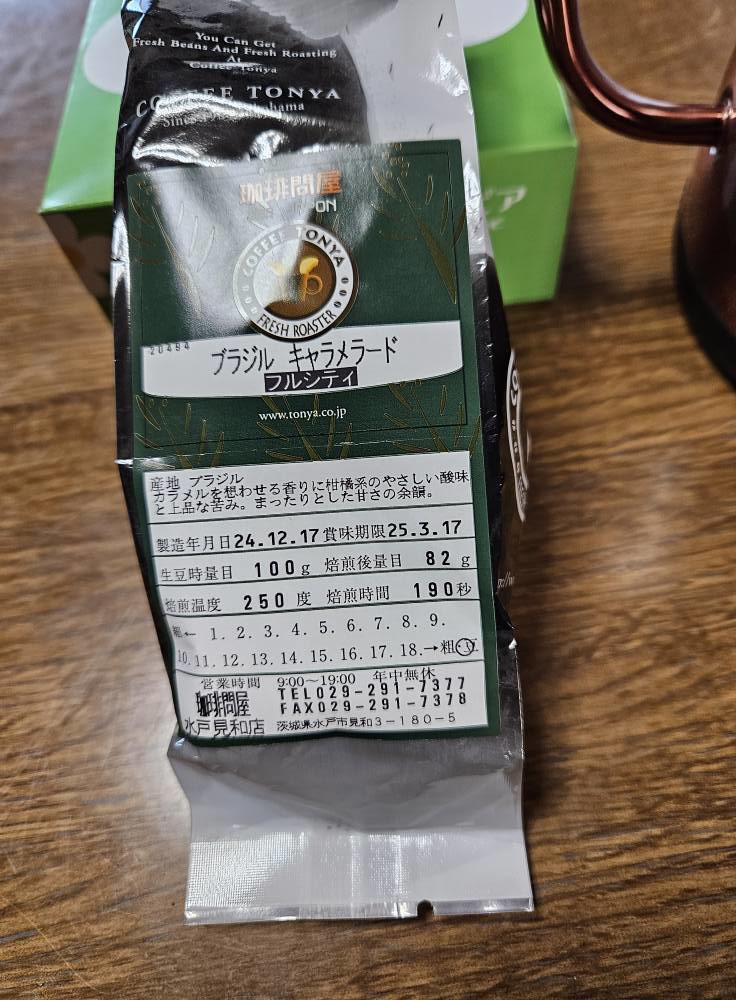 You Can Get
Fresh Beans And Fresh Roasting
At
Coffee Tonya
COFFEE TONYA
珈琲問屋
COFFEE TONYA
FRESH ROASTER
20494
ブラジル キャラメラード
フルシティ
www.tonya.co.jp
産地 ブラジル
カラメルを想わせる香りに柑橘系のやさしい酸味
と上品な苦み。まったりとした甘さの余韻。
製造年月日24.12.17賞味期限25.3.17
生豆時量目 100g 焙煎後量目 82g
焙煎温度 250度 焙煎時間 190秒
細← 1. 2. 3. 4. 5. 6. 7. 8. 9.
10. 11. 12. 13. 14. 15. 16. 17. 18.→粗 豆
営業時間 9:00~19:00 年中無休
珈琲問屋 TEL029-291-7377
FAX029-291-7378
水戸見和店 茨城県水戸市見和3-180-5